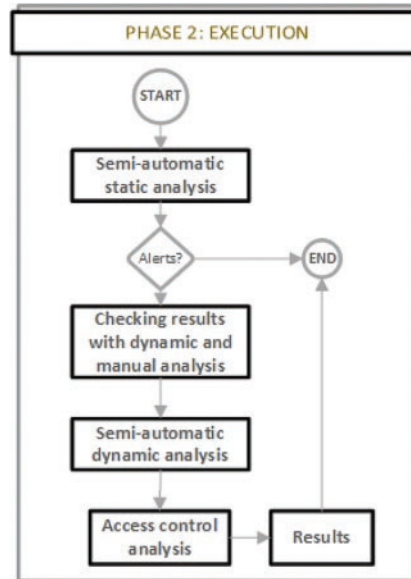 PHASE 2: EXECUTION
START
Semi-automatic
static analysis
Alerts?
END
Checking results
with dynamic and
manual analysis
Semi-automatic
dynamic analysis
Access control
analysis
Results